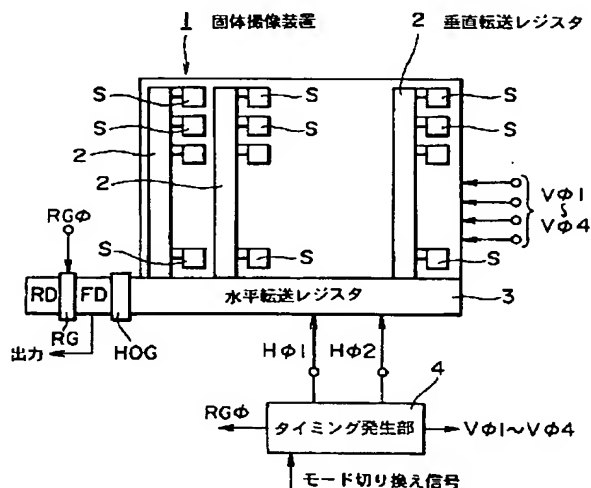 1 固体撮像装置
2 垂直転送レジスタ
S S S
S S S
2
2
Vφ1
∫
Vφ4
RGφ
S S S
RD FD 水平転送レジスタ 3
RG HOG
出力
Hφ1 Hφ2
4
RGφ タイミング発生部 Vφ1～Vφ4
モード切り換え信号